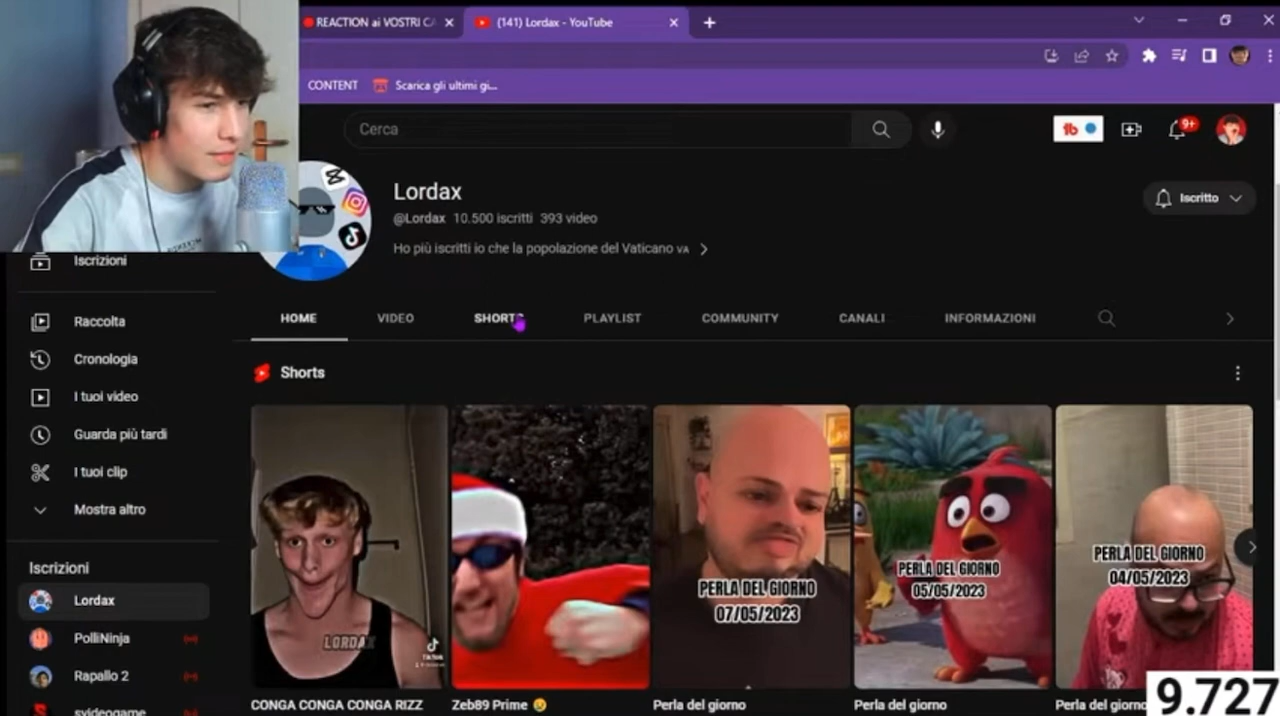 REACTION ai VOSTRI CA
(141) Lordax - YouTube
CONTENT
Scarica gli ultimi gi...
Cerca
9+
Lordax
@Lordax 10.500 iscritti 393 video
Ho più iscritti io che la popolazione del Vaticano VA
Iscritto
Iscrizioni
Raccolta
Cronologia
I tuoi video
Guarda più tardi
I tuoi clip
Mostra altro
Iscrizioni
Lordax
PolliNinja
Rapallo 2
svideogame
HOME
VIDEO
SHORTS
PLAYLIST
COMMUNITY
CANALI
INFORMAZIONI
Shorts
LORDAX
TikTok
PERLA DEL GIORNO
07/05/2023
PERLA DEL GIORNO
05/05/2023
PERLA DEL GIORNO
04/05/2023
CONGA CONGA CONGA RIZZ
Zeb89 Prime 😢
Perla del giorno
Perla del giorno
Perla del giorno
9.727